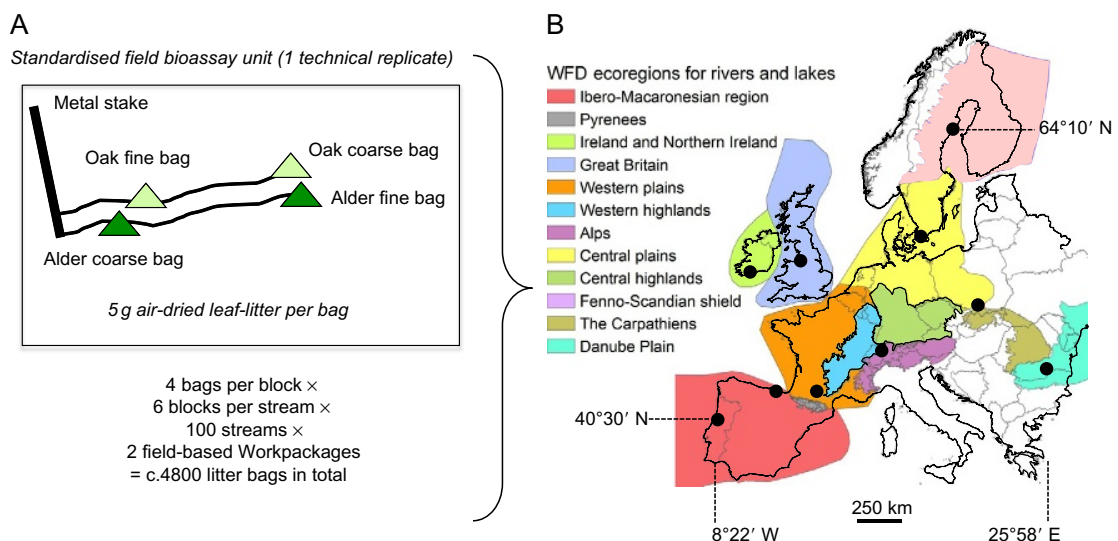 A
Standardised field bioassay unit (1 technical replicate)
Metal stake
Oak fine bag
Oak coarse bag
Alder fine bag
Alder coarse bag
5 g air-dried leaf-litter per bag
4 bags per block ×
6 blocks per stream ×
100 streams ×
2 field-based Workpackages
= c.4800 litter bags in total
B
WFD ecoregions for rivers and lakes
Ibero-Macaronesian region
Pyrenees
Ireland and Northern Ireland
Great Britain
Western plains
Western highlands
Alps
Central plains
Central highlands
Fenno-Scandian shield
The Carpathiens
Danube Plain
64°10′ N
40°30′ N
250 km
8°22′ W
25°58′ E